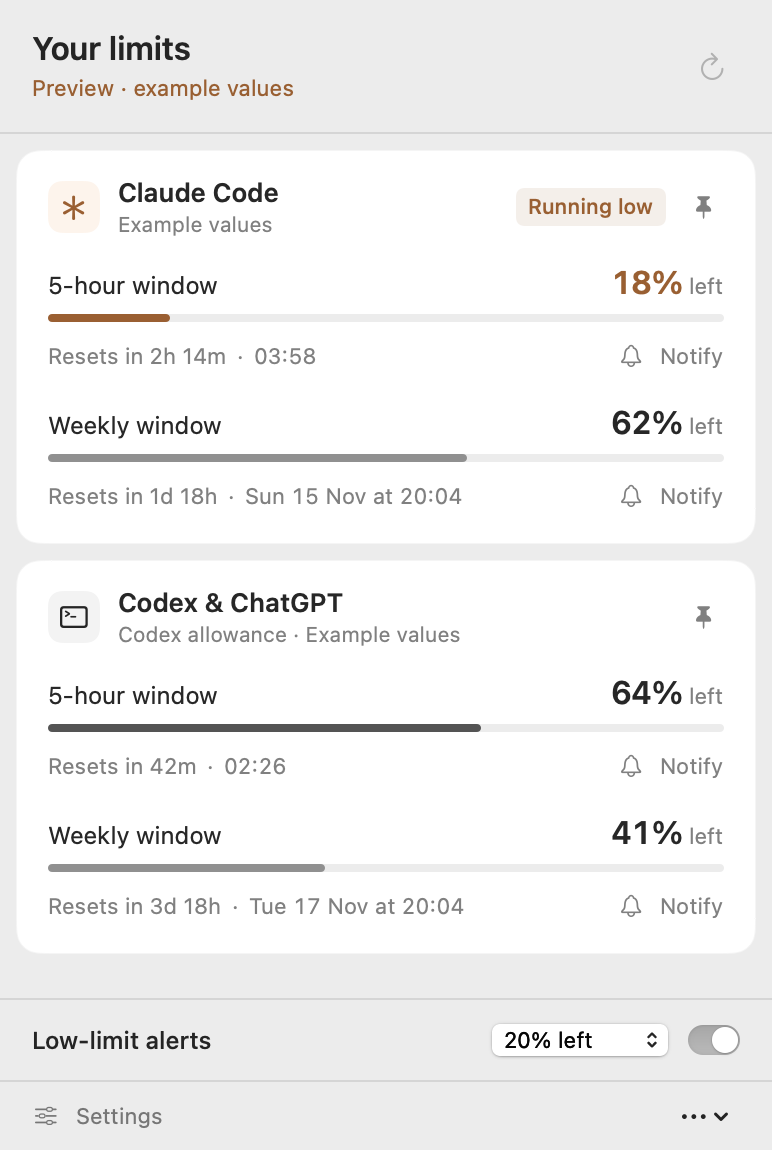 Your limits
Preview · example values
Claude Code
Example values
Running low
5-hour window
18% left
Resets in 2h 14m · 03:58
Notify
Weekly window
62% left
Resets in 1d 18h · Sun 15 Nov at 20:04
Notify
Codex & ChatGPT
Codex allowance · Example values
5-hour window
64% left
Resets in 42m · 02:26
Notify
Weekly window
41% left
Resets in 3d 18h · Tue 17 Nov at 20:04
Notify
Low-limit alerts
20% left
Settings